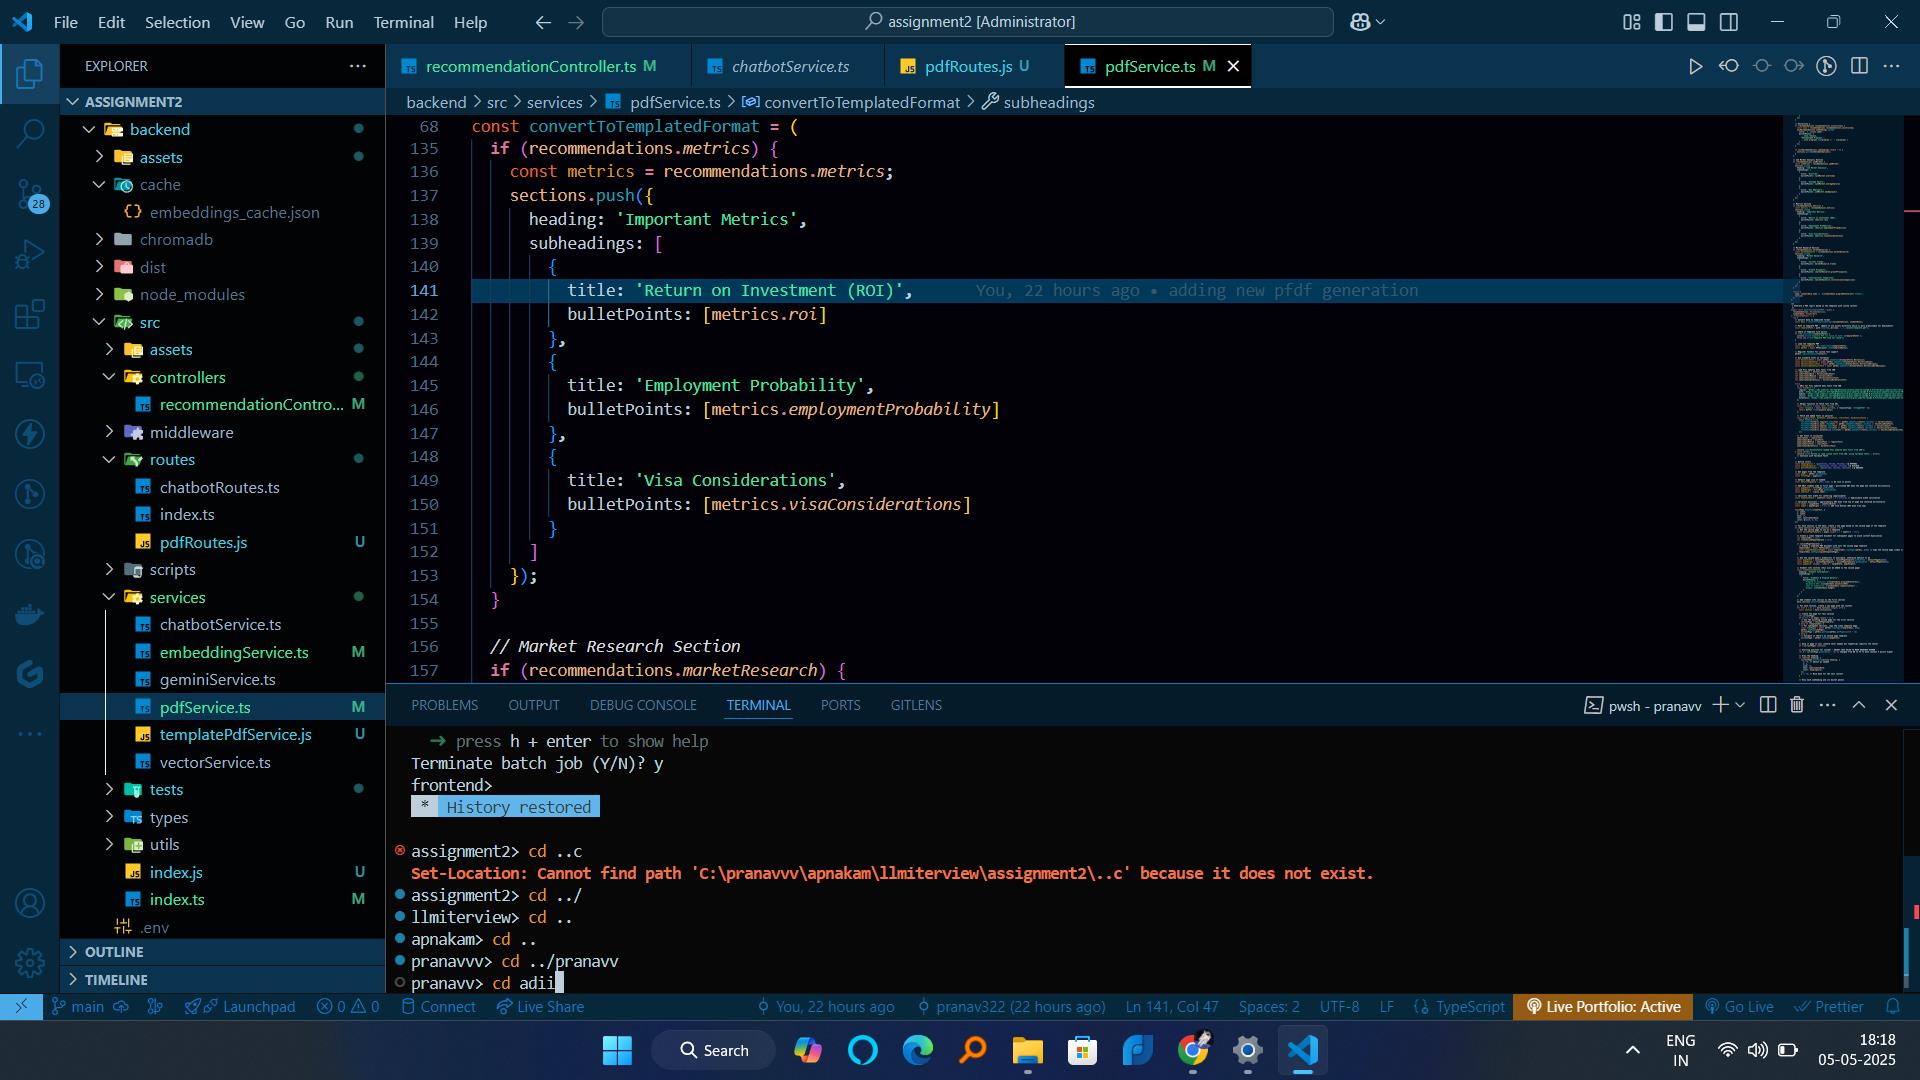 File Edit Selection View Go Run Terminal Help
assignment2 [Administrator]
EXPLORER
ASSIGNMENT2
backend
assets
cache
embeddings_cache.json
chromadb
dist
node_modules
src
assets
controllers
recommendationContro... M
middleware
routes
chatbotRoutes.ts
index.ts
pdfRoutes.js U
scripts
services
chatbotService.ts
embeddingService.ts M
geminiService.ts
pdfService.ts M
templatePdfService.js U
vectorService.ts
tests
types
utils
index.js U
index.ts M
.env
OUTLINE
TIMELINE
28
recommendationController.ts M
chatbotService.ts
pdfRoutes.js U
pdfService.ts M
backend > src > services > pdfService.ts > convertToTemplatedFormat > subheadings
68 const convertToTemplatedFormat = (
135 if (recommendations.metrics) {
136 const metrics = recommendations.metrics;
137 sections.push({
138 heading: 'Important Metrics',
139 subheadings: [
140 {
141 title: 'Return on Investment (ROI)', You, 22 hours ago • adding new pfdf generation
142 bulletPoints: [metrics.roi]
143 },
144 {
145 title: 'Employment Probability',
146 bulletPoints: [metrics.employmentProbability]
147 },
148 {
149 title: 'Visa Considerations',
150 bulletPoints: [metrics.visaConsiderations]
151 }
152 ]
153 });
154 }
155
156 // Market Research Section
157 if (recommendations.marketResearch) {
PROBLEMS OUTPUT DEBUG CONSOLE TERMINAL PORTS GITLENS
pwsh - pranavv
→ press h + enter to show help
Terminate batch job (Y/N)? y
frontend>
* History restored
assignment2> cd ..c
Set-Location: Cannot find path 'C:\pranavvv\apnakam\llmiterview\assignment2\..c' because it does not exist.
assignment2> cd ../
llmiterview> cd ..
apnakam> cd ..
pranavvv> cd ../pranavv
pranavv> cd adii
main Launchpad 0 0 Connect Live Share
You, 22 hours ago pranav322 (22 hours ago) Ln 141, Col 47 Spaces: 2 UTF-8 LF {} TypeScript Live Portfolio: Active Go Live Prettier
Search
ENG
IN
18:18
05-05-2025